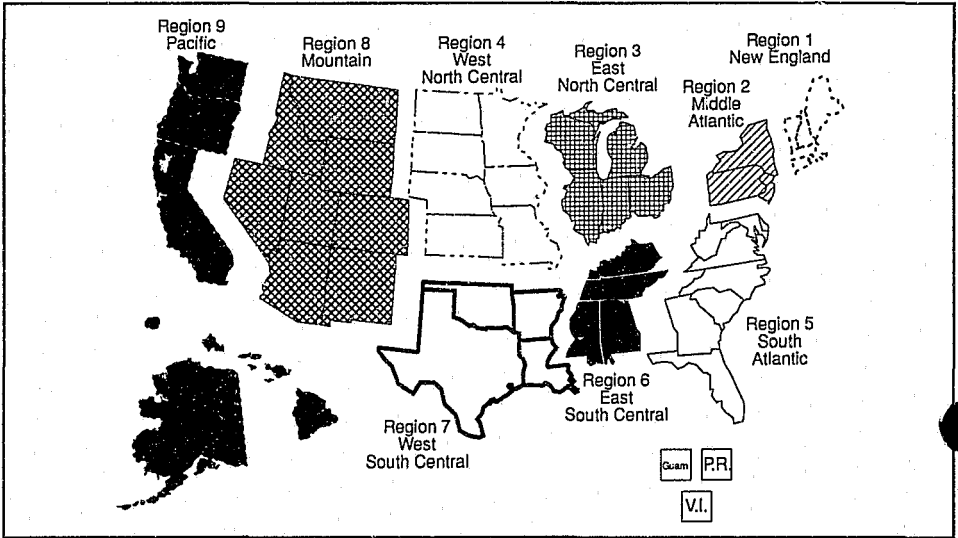 Region 9
Pacific
Region 8
Mountain
Region 4
West
North Central
Region 3
East
North Central
Region 1
New England
Region 2
Middle
Atlantic
Region 5
South
Atlantic
Region 6
East
South Central
Region 7
West
South Central
Guam
P.R.
V.I.